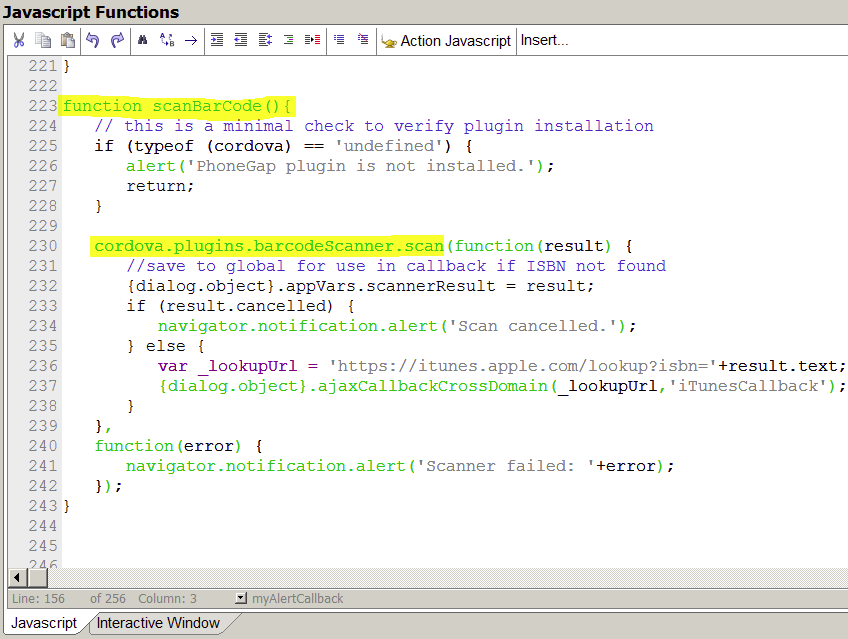 Javascript Functions
Action Javascript Insert...
221 }
222
223 function scanBarCode(){
224 // this is a minimal check to verify plugin installation
225 if (typeof (cordova) == 'undefined') {
226 alert('PhoneGap plugin is not installed.');
227 return;
228 }
229
230 cordova.plugins.barcodeScanner.scan(function(result) {
231 //save to global for use in callback if ISBN not found
232 {dialog.object}.appVars.scannerResult = result;
233 if (result.cancelled) {
234 navigator.notification.alert('Scan cancelled.');
235 } else {
236 var _lookupUrl = 'https://itunes.apple.com/lookup?isbn='+result.text;
237 {dialog.object}.ajaxCallbackCrossDomain(_lookupUrl,'iTunesCallback');
238 }
239 },
240 function(error) {
241 navigator.notification.alert('Scanner failed: '+error);
242 });
243 }
244
245
246
Line: 156 of 256 Column: 3 myAlertCallback
Javascript Interactive Window